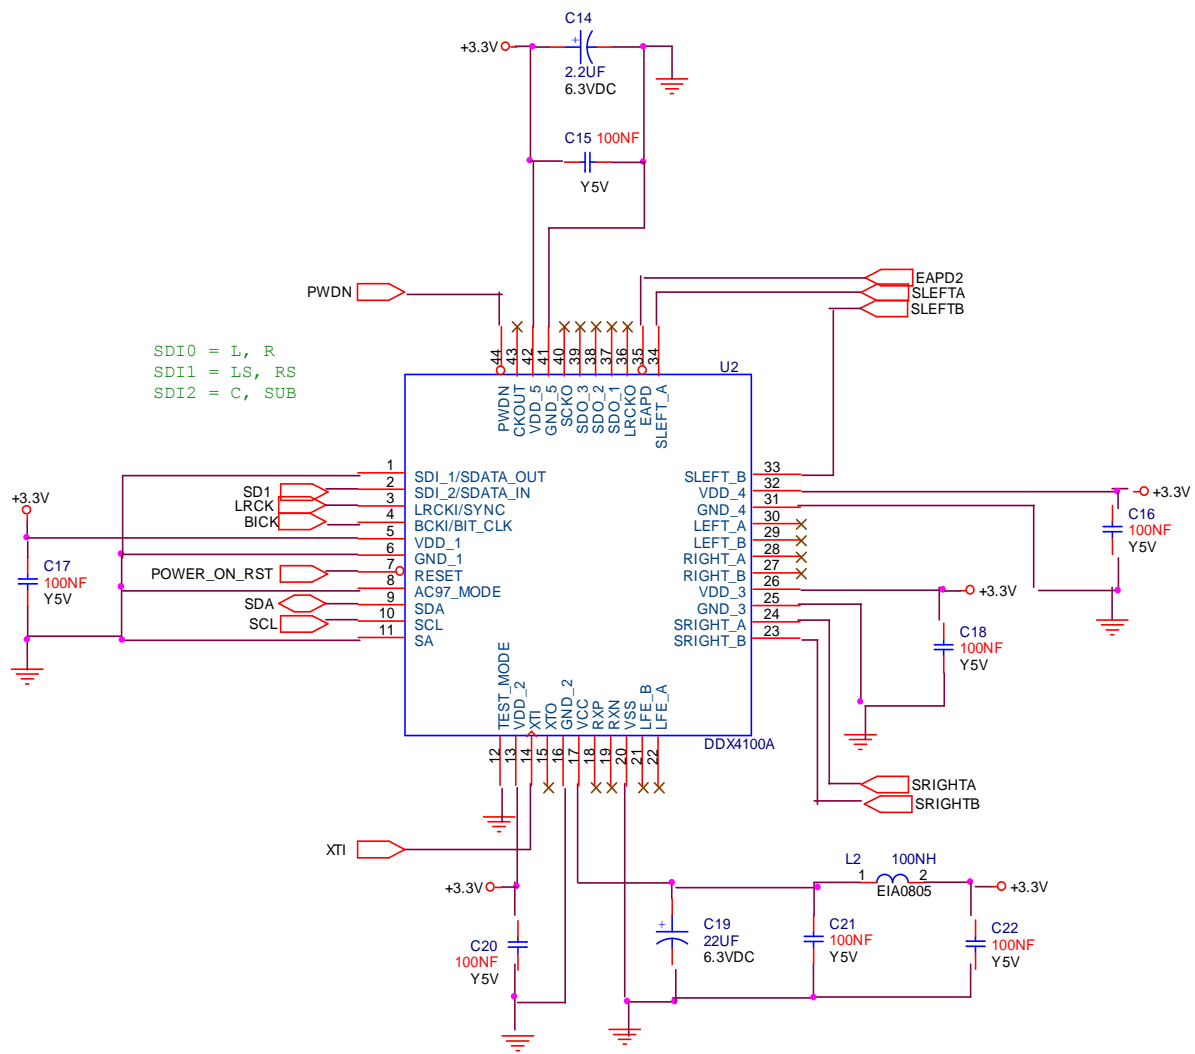 C14
+3.3V
2.2UF
6.3VDC
C15 100NF
Y5V
PWDN
EAPD2
SLEFTA
SLEFTB
SDI0 = L, R
SDI1 = LS, RS
SDI2 = C, SUB
44
43
42
41
40
39
38
37
36
35
34
U2
PWDN
CKOUT
VDD_5
GND_5
SCKO
SDO_3
SDO_2
SDO_1
LRCKO
EAPD
SLEFT_A
1 SDI_1/SDATA_OUT
SD1 2 SDI_2/SDATA_IN
LRCK 3 LRCKI/SYNC
BICK 4 BCKI/BIT_CLK
5 VDD_1
6 GND_1
POWER_ON_RST 7 RESET
8 AC97_MODE
SDA 9 SDA
SCL 10 SCL
11 SA
+3.3V
C17
100NF
Y5V
SLEFT_B 33
VDD_4 32
GND_4 31
LEFT_A 30
LEFT_B 29
RIGHT_A 28
RIGHT_B 27
VDD_3 26
GND_3 25
SRIGHT_A 24
SRIGHT_B 23
+3.3V
C16
100NF
Y5V
+3.3V
C18
100NF
Y5V
TEST_MODE
VDD_2
XTI
XTO
GND_2
VCC
RXP
RXN
VSS
LFE_B
LFE_A
DDX4100A
12
13
14
15
16
17
18
19
20
21
22
SRIGHTA
SRIGHTB
XTI
+3.3V
C20
100NF
Y5V
L2 100NH
1 2
EIA0805
+3.3V
C19
22UF
6.3VDC
C21
100NF
Y5V
C22
100NF
Y5V